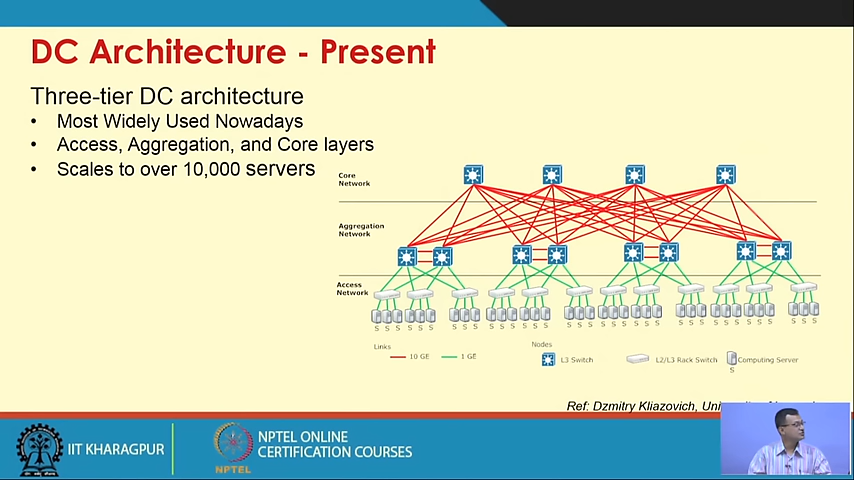 DC Architecture - Present
Three-tier DC architecture
• Most Widely Used Nowadays
• Access, Aggregation, and Core layers
• Scales to over 10,000 servers
Core
Network
Aggregation
Network
Access
Network
S S S S S S S S S S S S S S S S S S S S S S S S S S S S S S S S S S S S
Links
10 GE
1 GE
Nodes
L3 Switch
L2/L3 Rack Switch
Computing Server
S
Ref: Dzmitry Kliazovich,
IIT KHARAGPUR
NPTEL
NPTEL ONLINE
CERTIFICATION COURSES